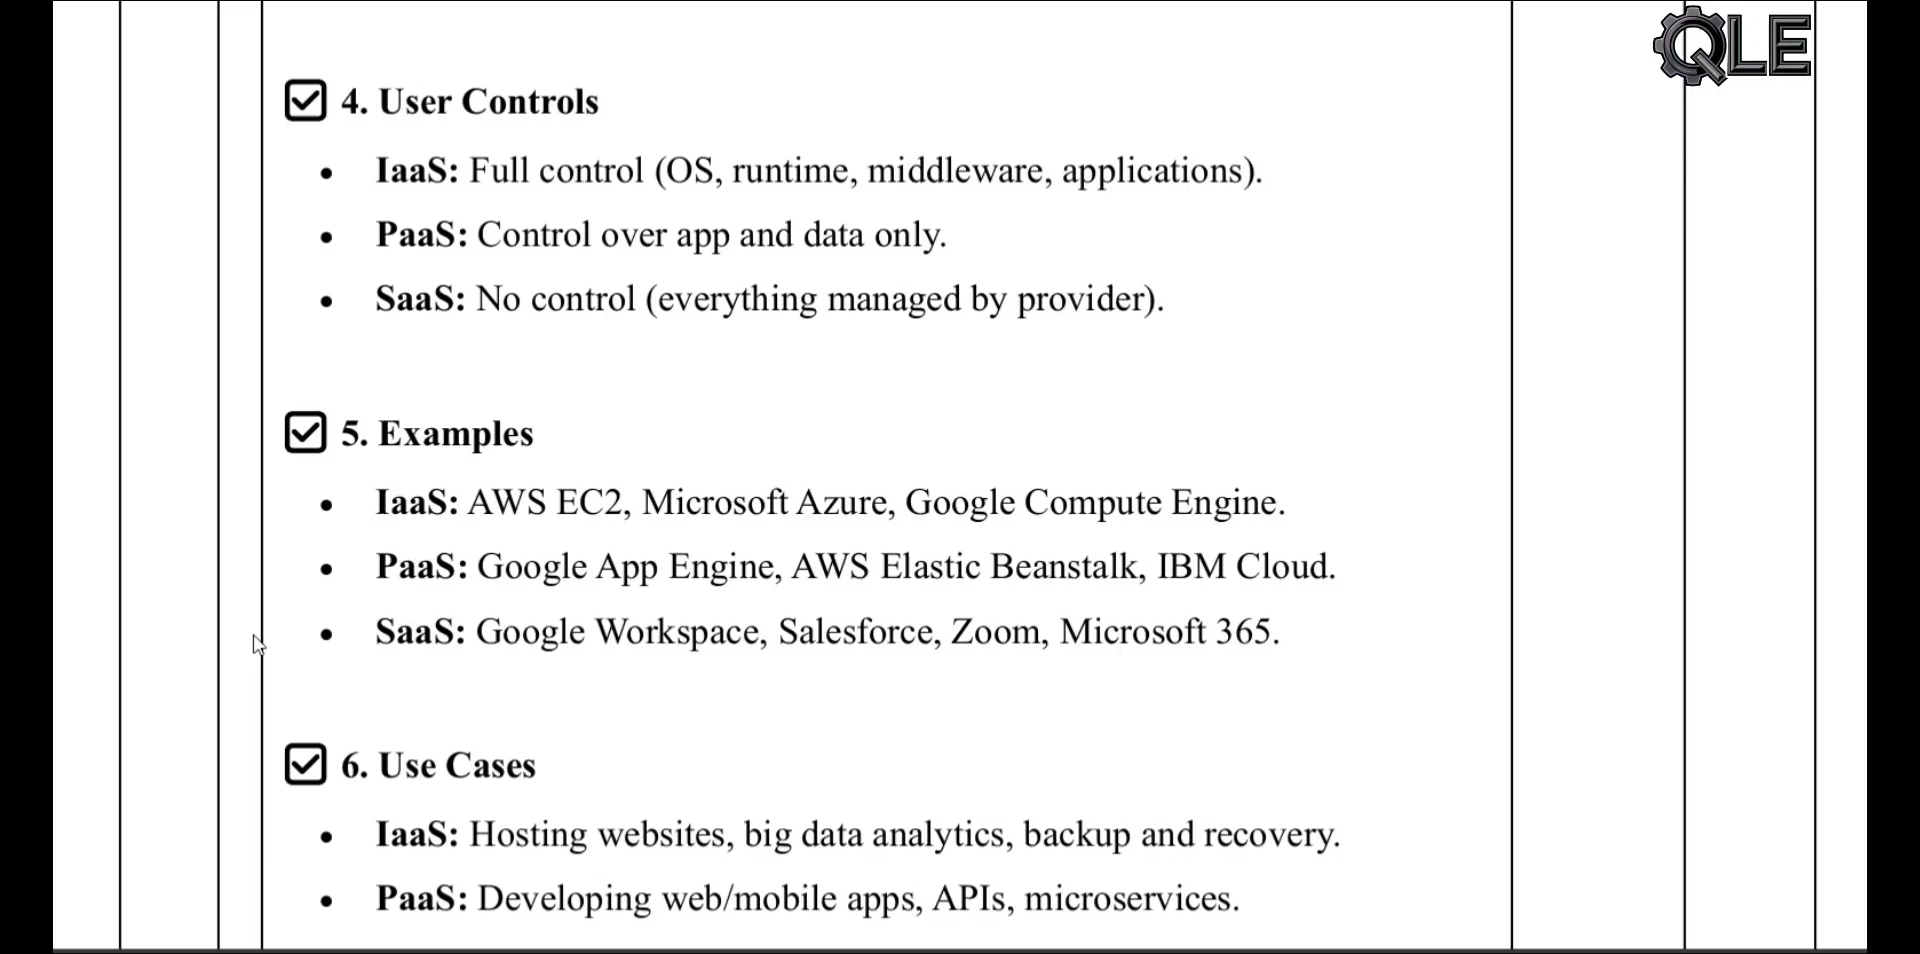 QLE
4. User Controls
• IaaS: Full control (OS, runtime, middleware, applications).
• PaaS: Control over app and data only.
• SaaS: No control (everything managed by provider).
5. Examples
• IaaS: AWS EC2, Microsoft Azure, Google Compute Engine.
• PaaS: Google App Engine, AWS Elastic Beanstalk, IBM Cloud.
• SaaS: Google Workspace, Salesforce, Zoom, Microsoft 365.
6. Use Cases
• IaaS: Hosting websites, big data analytics, backup and recovery.
• PaaS: Developing web/mobile apps, APIs, microservices.